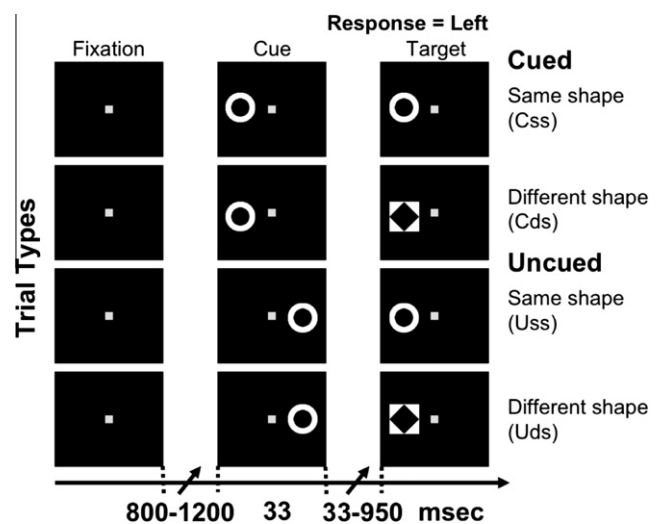 Response = Left
Fixation Cue Target
Cued
Same shape
(Css)
Different shape
(Cds)
Uncued
Same shape
(Uss)
Different shape
(Uds)
Trial Types
800-1200 33 33-950 msec